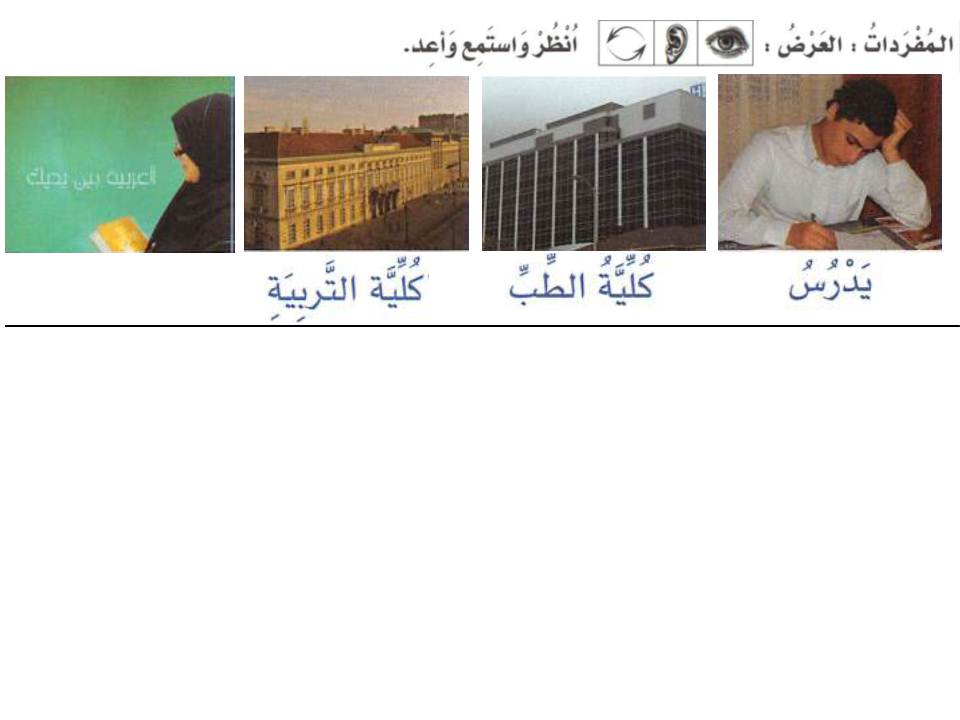 المُفْرَداتُ : العَرْضُ : اُنْظُرْ وَاستَمِع وَأعِد.
العربية بين يديك
H
يَدْرُسُ
كُلِّيَّةُ الطِّبِّ
كُلِّيَّة التَّربِيَةِ